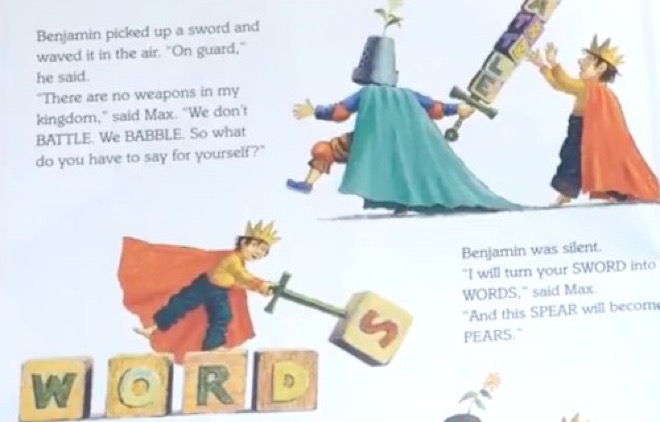 Benjamin picked up a sword and
waved it in the air. "On guard,"
he said.
"There are no weapons in my
kingdom," said Max. "We don't
BATTLE. We BABBLE. So what
do you have to say for yourself?"
ATTLE
Benjamin was silent.
"I will turn your SWORD into
WORDS," said Max.
"And this SPEAR will become
PEARS."
S
WORD